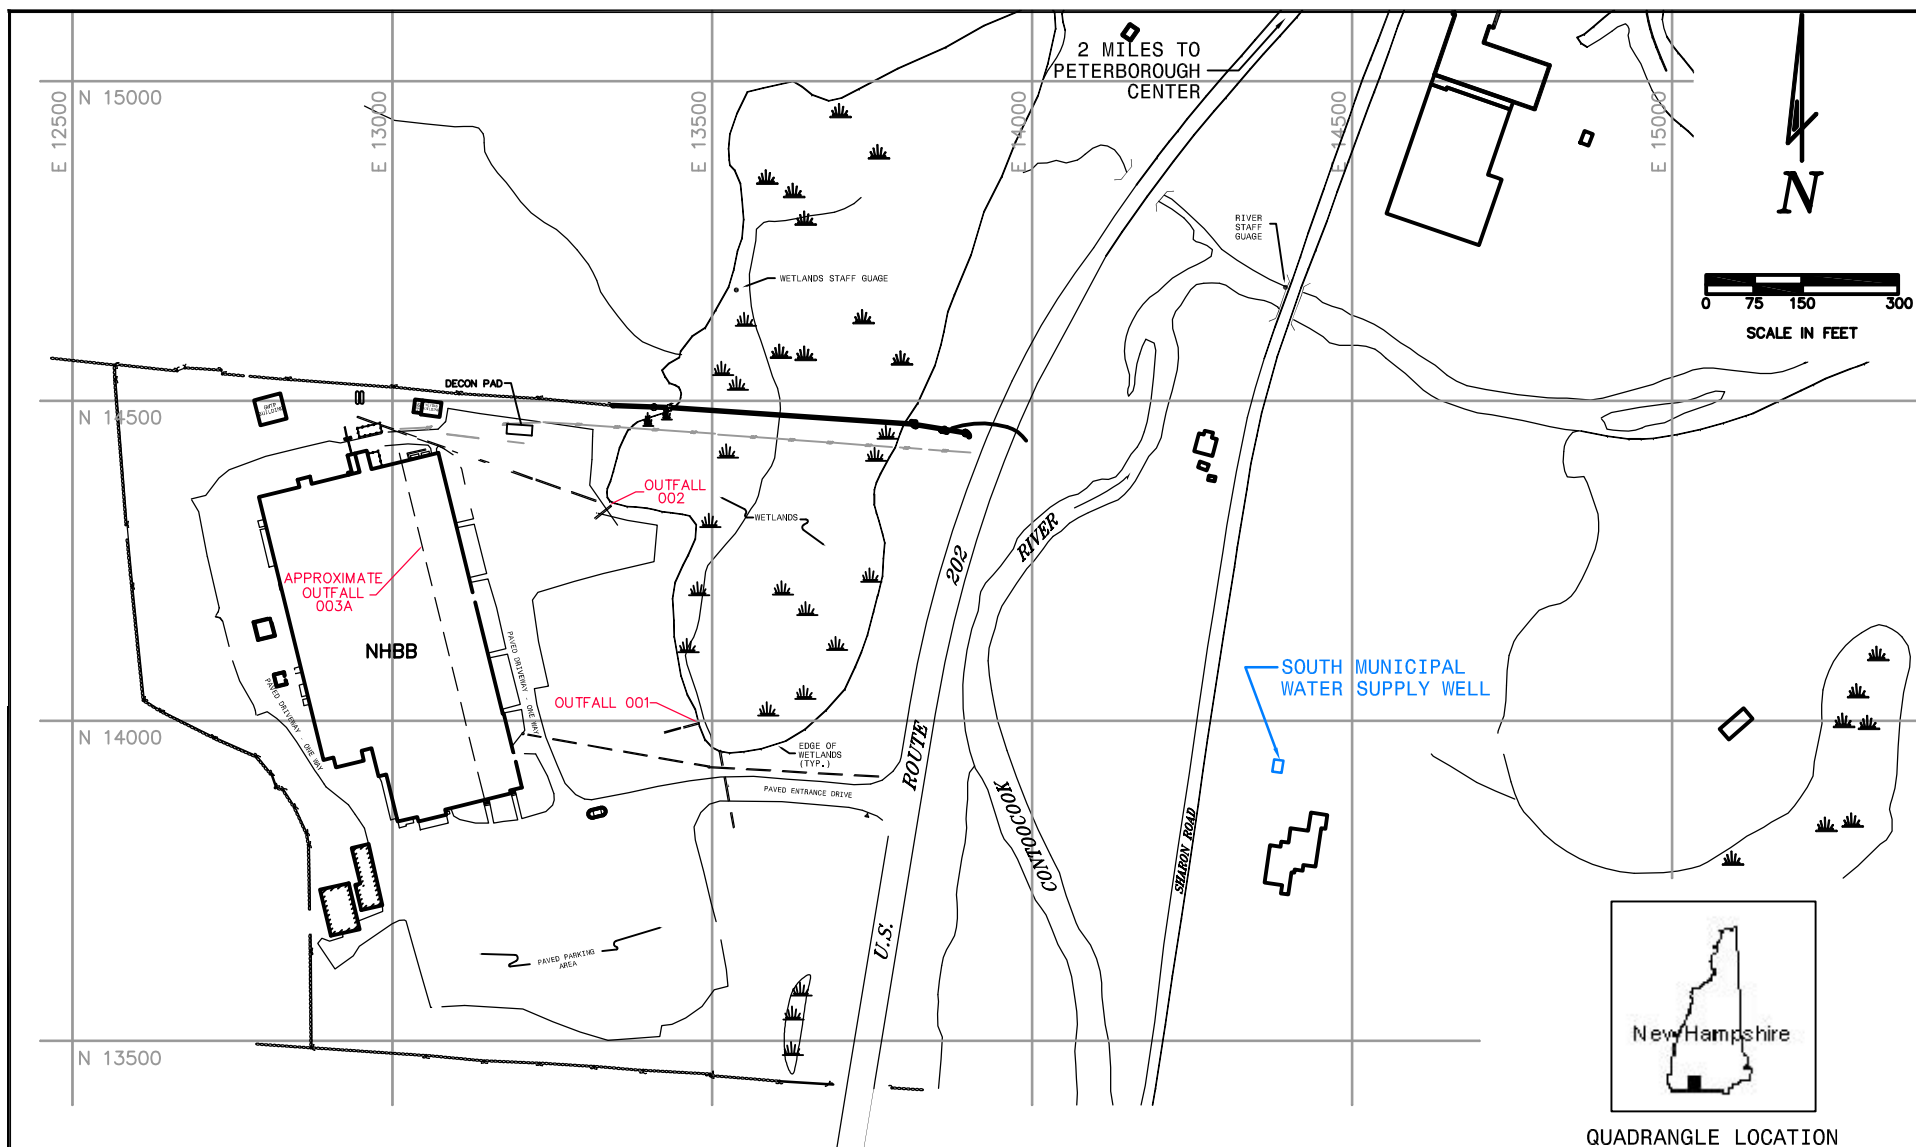 2 MILES TO
PETERBOROUGH
CENTER
E 12500
N 15000
E 13000
E 13500
E 14000
E 14500
E 15000
N
RIVER
STAFF
GUAGE
WETLANDS STAFF GUAGE
0 75 150 300
SCALE IN FEET
DECON PAD
N 14500
OUTFALL
002
WETLANDS
RIVER
202
APPROXIMATE
OUTFALL
003A
NHBB
PAVED DRIVEWAY - ONE WAY
PAVED DRIVEWAY - ONE WAY
SOUTH MUNICIPAL
WATER SUPPLY WELL
OUTFALL 001
N 14000
EDGE OF
WETLANDS
(TYP.)
ROUTE
PAVED ENTRANCE DRIVE
CONTOOCOOK
SHARON ROAD
U.S.
PAVED PARKING
AREA
N 13500
New Hampshire
QUADRANGLE LOCATION